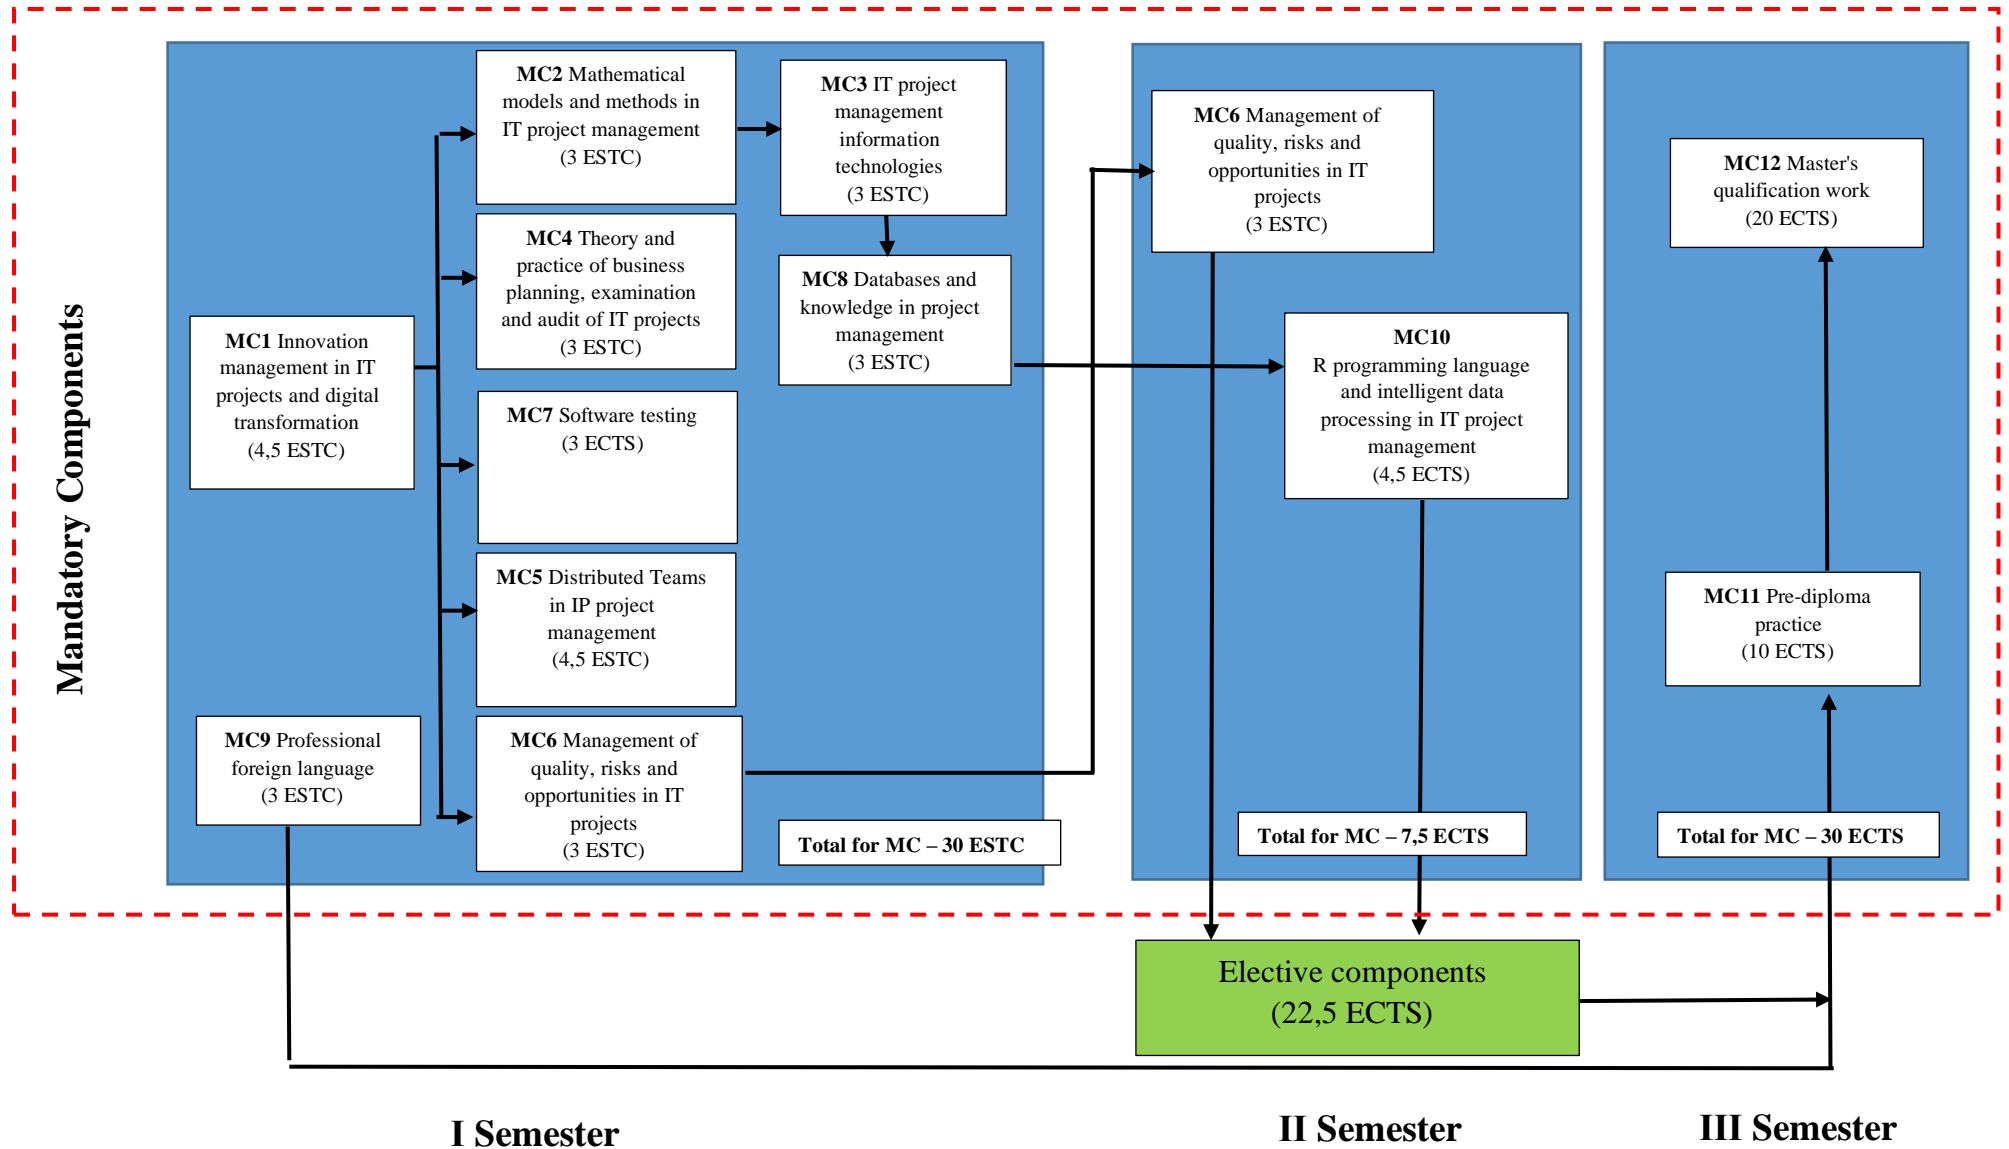 Mandatory Components
MC1 Innovation
management in IT
projects and digital
transformation
(4,5 ESTC)
MC9 Professional
foreign language
(3 ESTC)
MC2 Mathematical
models and methods in
IT project management
(3 ESTC)
MC4 Theory and
practice of business
planning, examination
and audit of IT projects
(3 ESTC)
MC7 Software testing
(3 ECTS)
MC5 Distributed Teams
in IP project
management
(4,5 ESTC)
MC6 Management of
quality, risks and
opportunities in IT
projects
(3 ESTC)
MC3 IT project
management
information
technologies
(3 ESTC)
MC8 Databases and
knowledge in project
management
(3 ESTC)
Total for MC – 30 ESTC
MC6 Management of
quality, risks and
opportunities in IT
projects
(3 ESTC)
MC10
R programming language
and intelligent data
processing in IT project
management
(4,5 ECTS)
Total for MC – 7,5 ECTS
MC12 Master's
qualification work
(20 ECTS)
MC11 Pre-diploma
practice
(10 ECTS)
Total for MC – 30 ECTS
Elective components
(22,5 ECTS)
I Semester
II Semester
III Semester